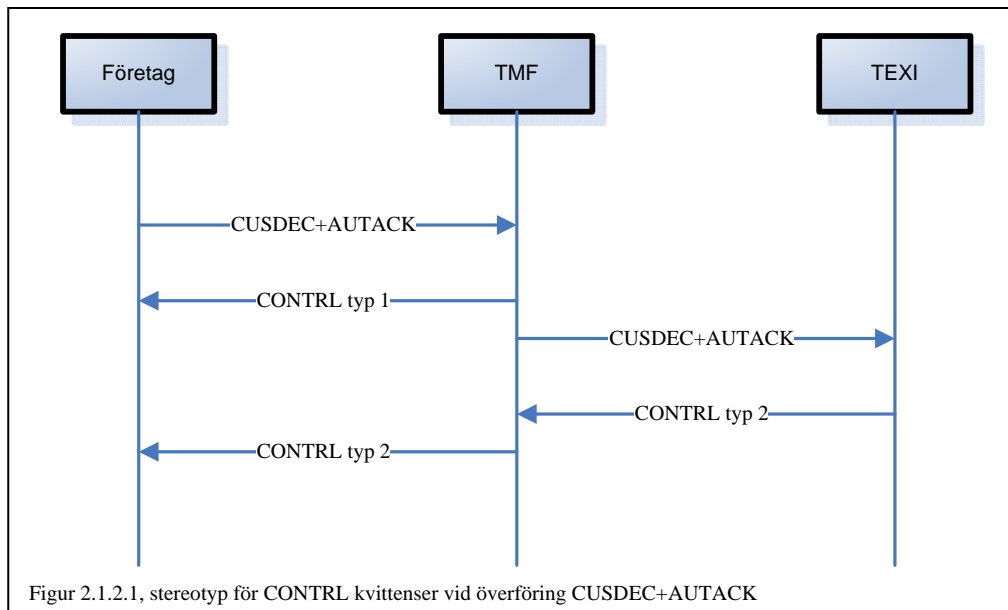 Företag
TMF
TEXI
CUSDEC+AUTACK
CONTRL typ 1
CUSDEC+AUTACK
CONTRL typ 2
CONTRL typ 2
Figur 2.1.2.1, stereotyp för CONTRL kvittenser vid överföring CUSDEC+AUTACK